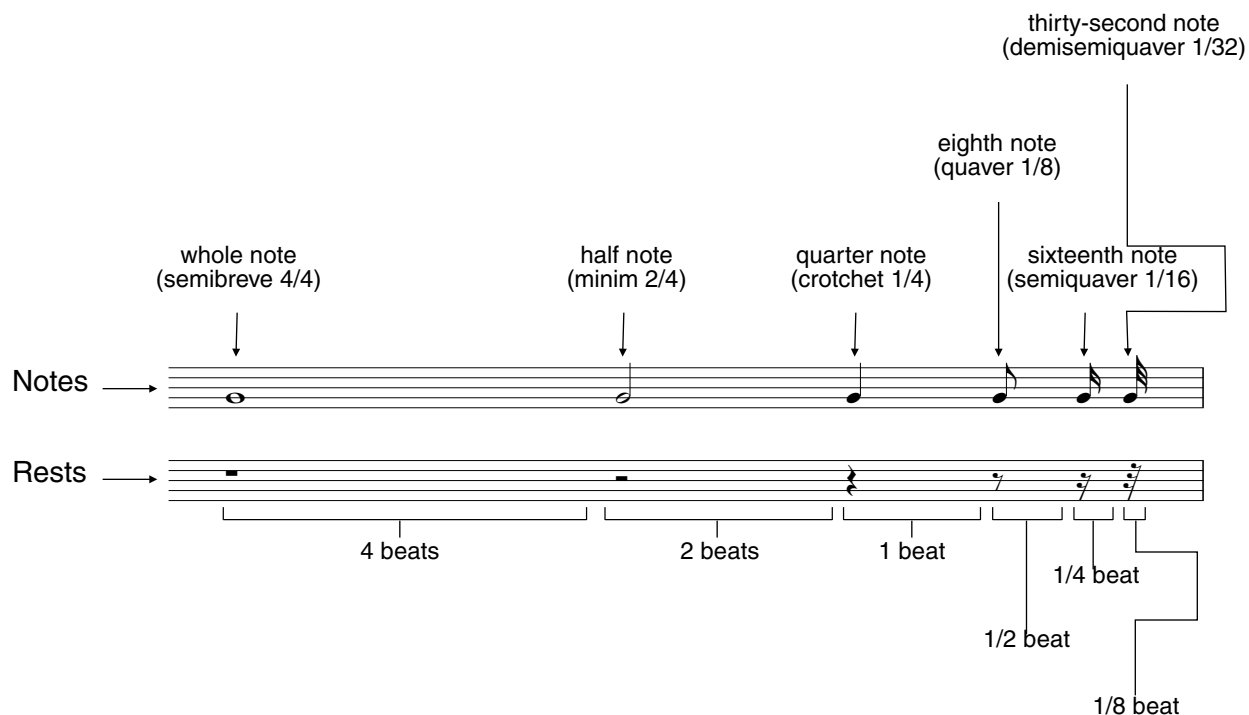 thirty-second note
(demisemiquaver 1/32)
eighth note
(quaver 1/8)
whole note
(semibreve 4/4)
half note
(minim 2/4)
quarter note
(crotchet 1/4)
sixteenth note
(semiquaver 1/16)
Notes
Rests
4 beats
2 beats
1 beat
1/4 beat
1/2 beat
1/8 beat